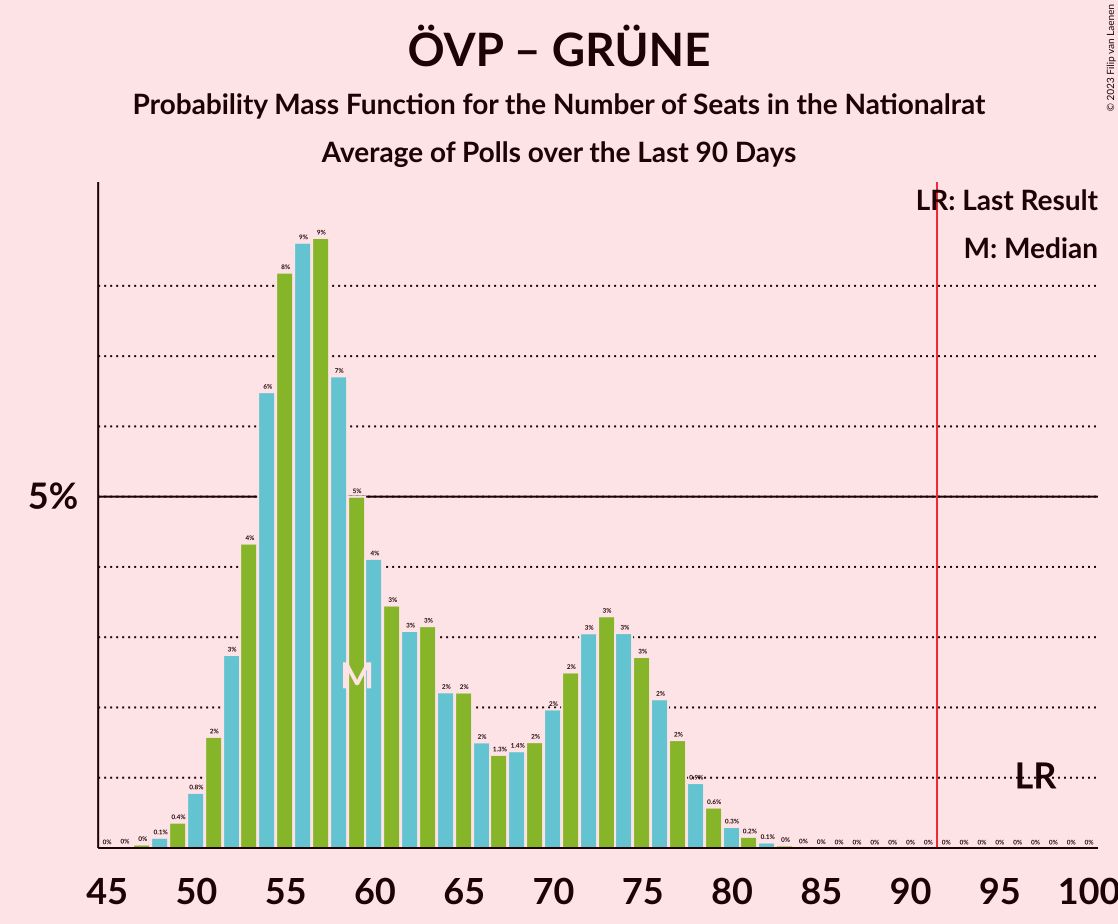 ÖVP – GRÜNE
Probability Mass Function for the Number of Seats in the Nationalrat
Average of Polls over the Last 90 Days
© 2023 Filip van Laenen
LR: Last Result
M: Median
5%
0% 0% 0% 0.1% 0.4% 0.8% 2% 3% 4% 6% 8% 9% 9% 7% 5% 4% 3% 3% 3% 2% 2% 2% 1.3% 1.4% 2% 2% 2% 3% 3% 3% 3% 2% 2% 0.9% 0.6% 0.3% 0.2% 0.1% 0% 0% 0% 0% 0% 0% 0% 0% 0% 0% 0% 0% 0% 0% 0% 0% 0% 0%
M
LR
45 50 55 60 65 70 75 80 85 90 95 100